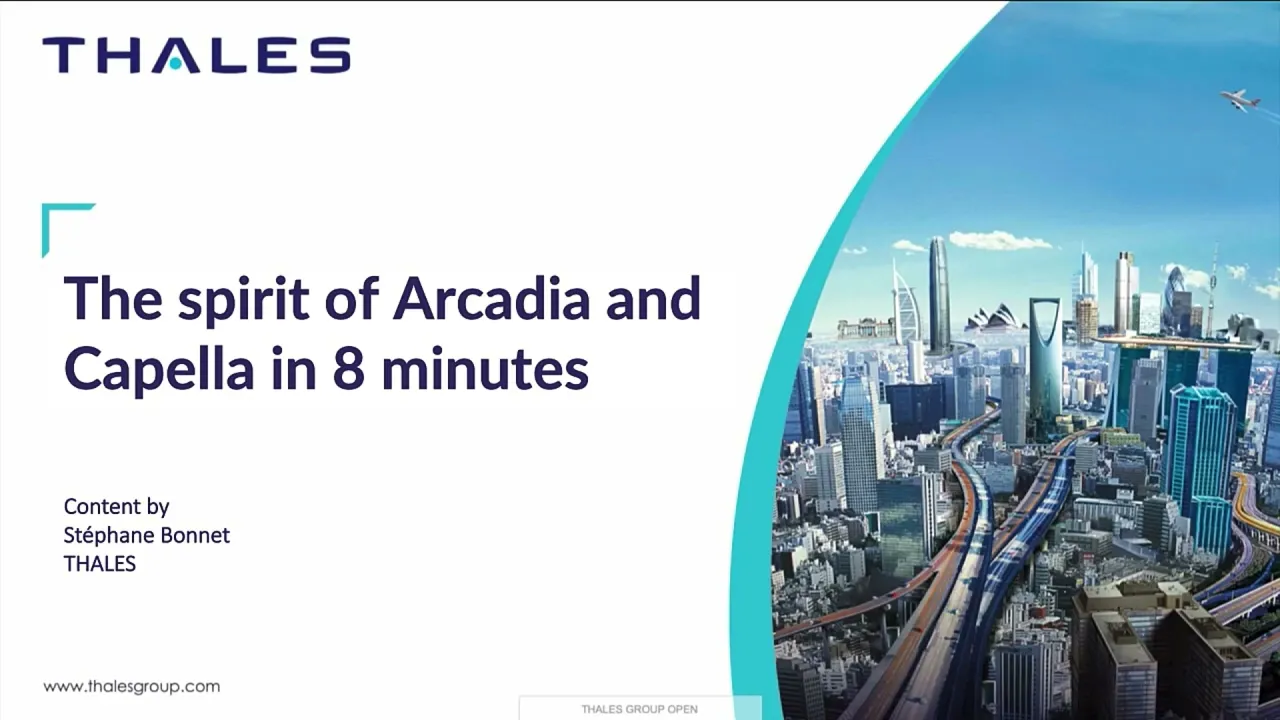 THALES
The spirit of Arcadia and
Capella in 8 minutes
Content by
Stéphane Bonnet
THALES
www.thalesgroup.com
THALES GROUP OPEN